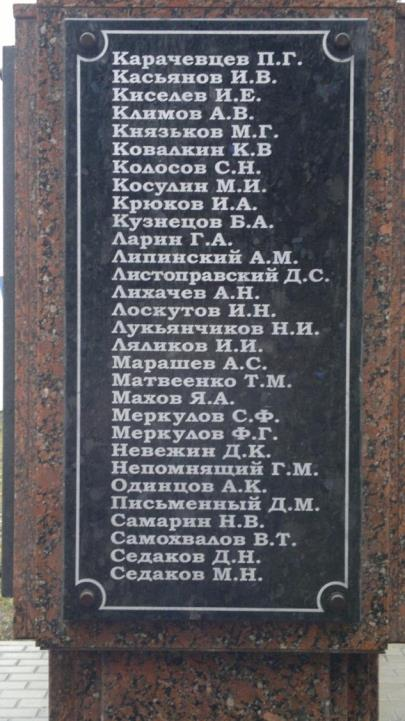 Карачевцев П.Г.
Касьянов И.В.
Киселев И.Е.
Климов А.В.
Князьков М.Г.
Ковалкин К.В
Колосов С.Н.
Косулин М.И.
Крюков И.А.
Кузнецов Б.А.
Ларин Г.А.
Липинский А.М.
Листоправский Д.С.
Лихачев А.Н.
Лоскутов И.Н.
Лукьянчиков Н.И.
Ляликов И.И.
Марашев А.С.
Матвеенко Т.М.
Махов Я.А.
Меркулов С.Ф.
Меркулов Ф.Г.
Невежин Д.К.
Непомнящий Г.М.
Одинцов А.К.
Письменный Д.М.
Самарин Н.В.
Самохвалов В.Т.
Седаков Д.Н.
Седаков М.Н.